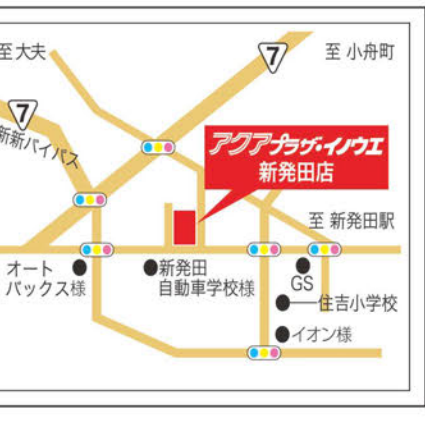 至大夫
7
至 小舟町
7
新新バイパス
アクアプラザ・イノウエ
新発田店
至 新発田駅
オート
バックス様
新発田
自動車学校様
GS
住吉小学校
イオン様